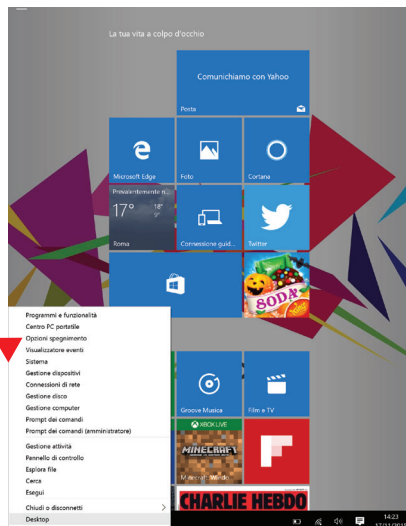 La tua vita a colpo d'occhio
Comunichiamo con Yahoo
Posta
Microsoft Edge
Foto
Cortana
Prevalentemente n...
17°
18°
9°
Roma
Connessione guid...
Twitter
SODA
Programmi e funzionalità
Centro PC portatile
Opzioni spegnimento
Visualizzatore eventi
Sistema
Gestione dispositivi
Connessioni di rete
Gestione disco
Gestione computer
Prompt dei comandi
Prompt dei comandi (amministratore)
Gestione attività
Pannello di controllo
Esplora file
Cerca
Esegui
Chiudi o disconnetti
Desktop
Groove Musica
Film e TV
XBOX LIVE
MINECRAFT
CHARLIE HEBDO
14:23